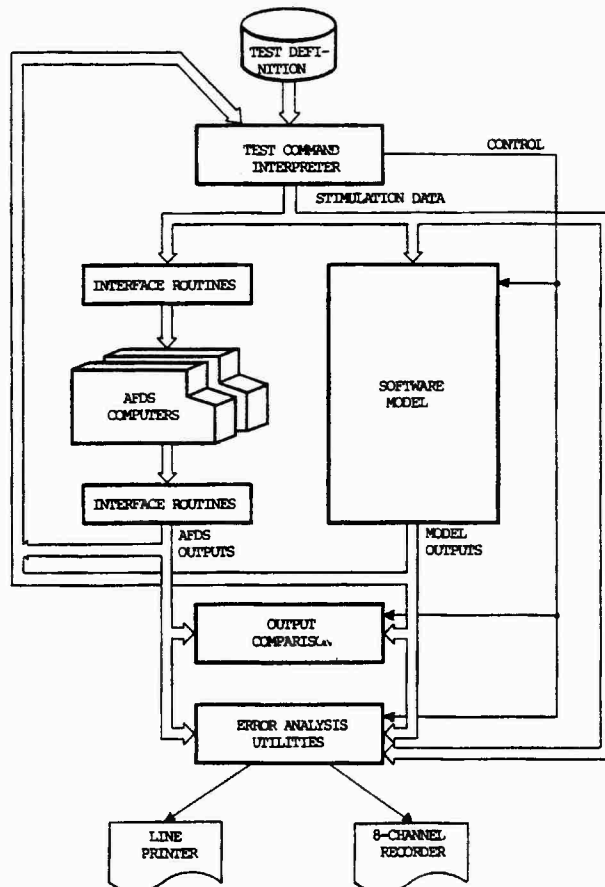 TEST DEFI-
NITION
TEST COMMAND
INTERPRETER
CONTROL
STIMULATION DATA
INTERFACE ROUTINES
AFDS
COMPUTERS
SOFTWARE
MODEL
INTERFACE ROUTINES
AFDS
OUTPUTS
MODEL
OUTPUTS
OUTPUT
COMPARISON
ERROR ANALYSIS
UTILITIES
LINE
PRINTER
8-CHANNEL
RECORDER